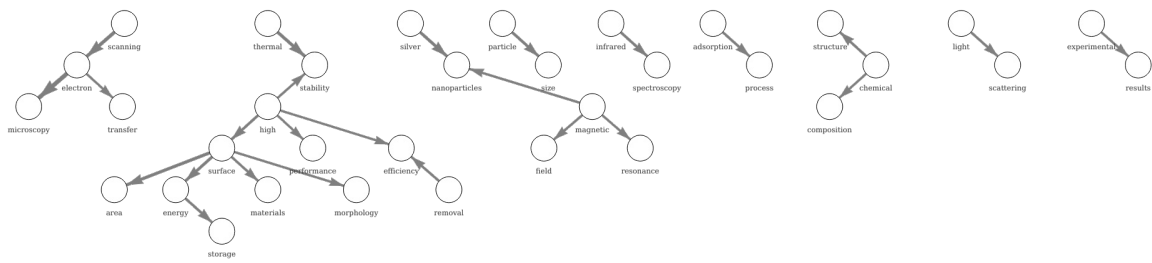 scanning
thermal
silver
particle
infrared
adsorption
structure
light
experimental
electron
stability
nanoparticles
size
spectroscopy
process
chemical
scattering
results
microscopy
transfer
high
magnetic
composition
surface
performance
efficiency
field
resonance
area
energy
materials
morphology
removal
storage